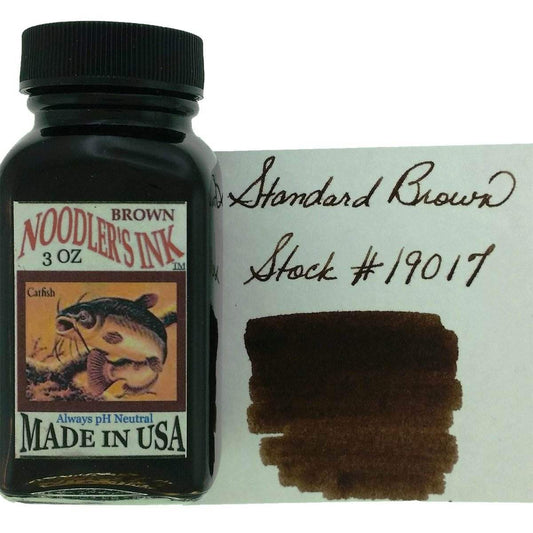 BROWN
NOODLER'S INK
TM
3 OZ
Catfish
Always pH Neutral
MADE IN USA
Standard Brown
Stock #19017